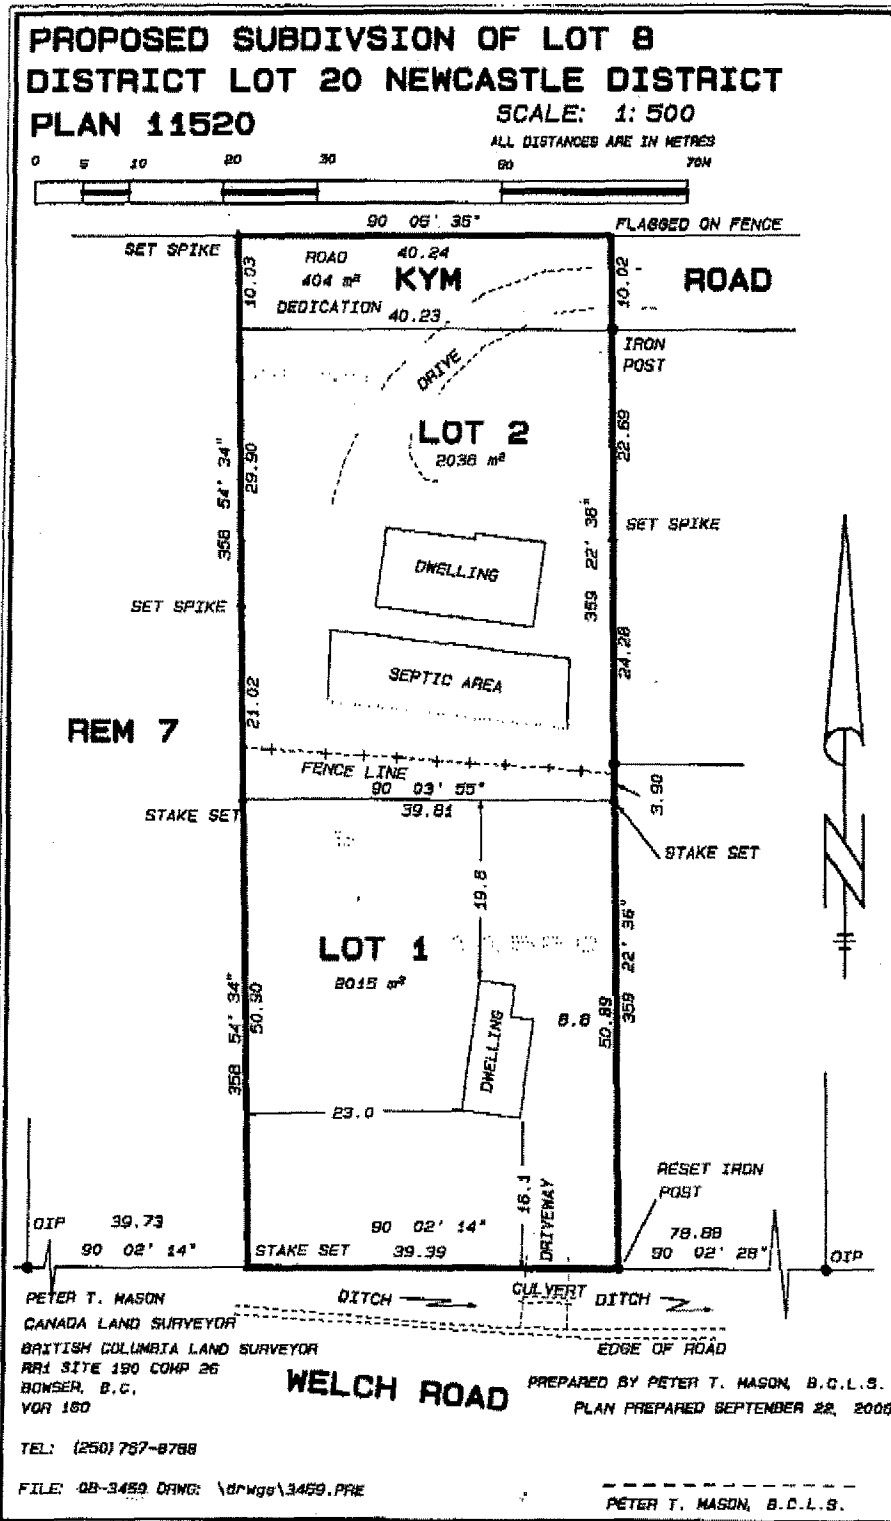 PROPOSED SUBDIVSION OF LOT 8
DISTRICT LOT 20 NEWCASTLE DISTRICT
PLAN 11520
SCALE: 1: 500
ALL DISTANCES ARE IN METRES
0 5 10 20 30 50 70M
90 06' 35"
FLAGGED ON FENCE
SET SPIKE
ROAD
40.24
404 m²
KYM
ROAD
DEDICATION
40.23
10.03
10.02
IRON
POST
DRIVE
LOT 2
2036 m²
22.69
358 54' 34"
29.90
SET SPIKE
359 22' 36"
DWELLING
SET SPIKE
24.28
SEPTIC AREA
21.02
REM 7
FENCE LINE
90 03' 55"
39.81
3.90
STAKE SET
STAKE SET
19.8
LOT 1
2015 m²
359 22' 36"
50.89
358 54' 34"
50.90
8.8
DWELLING
23.0
16.1
DRIVEWAY
RESET IRON
POST
OIP
39.73
90 02' 14"
STAKE SET
90 02' 14"
39.39
78.88
90 02' 28"
OIP
DITCH
CULVERT
DITCH
EDGE OF ROAD
PETER T. MASON
CANADA LAND SURVEYOR
BRITISH COLUMBIA LAND SURVEYOR
RR1 SITE 190 COMP 26
BOWSER, B.C.
VOR 1G0
WELCH ROAD
PREPARED BY PETER T. MASON, B.C.L.S.
PLAN PREPARED SEPTEMBER 22,
TEL: (250) 757-8788
FILE: QB-3459 DRWG: \drwgs\3459.PRE
PETER T. MASON, B.C.L.S.